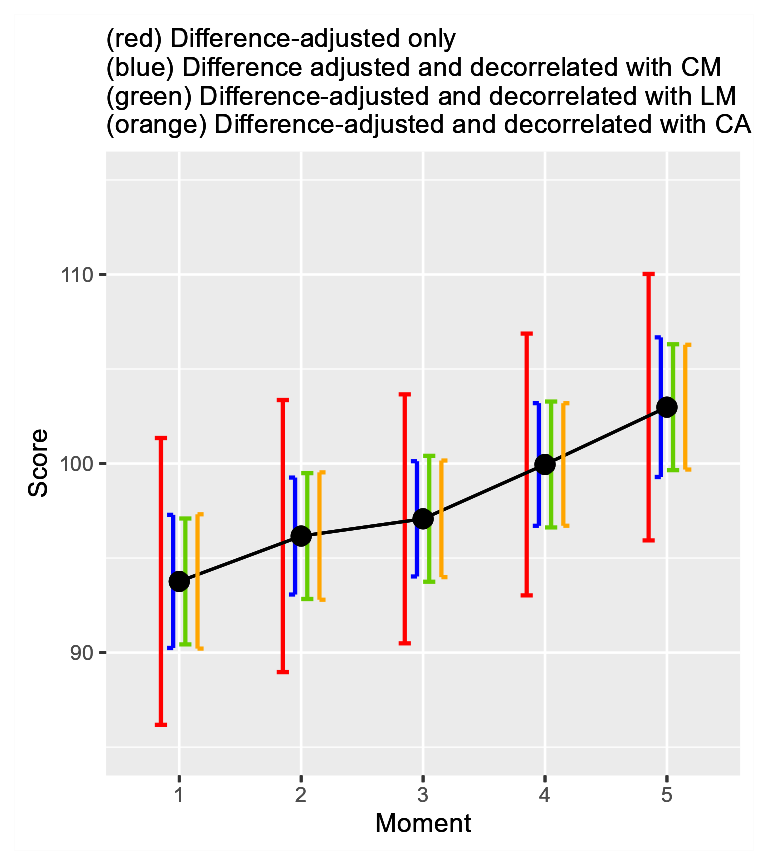 (red) Difference-adjusted only
(blue) Difference adjusted and decorrelated with CM
(green) Difference-adjusted and decorrelated with LM
(orange) Difference-adjusted and decorrelated with CA
110
100
90
Score
1 2 3 4 5
Moment